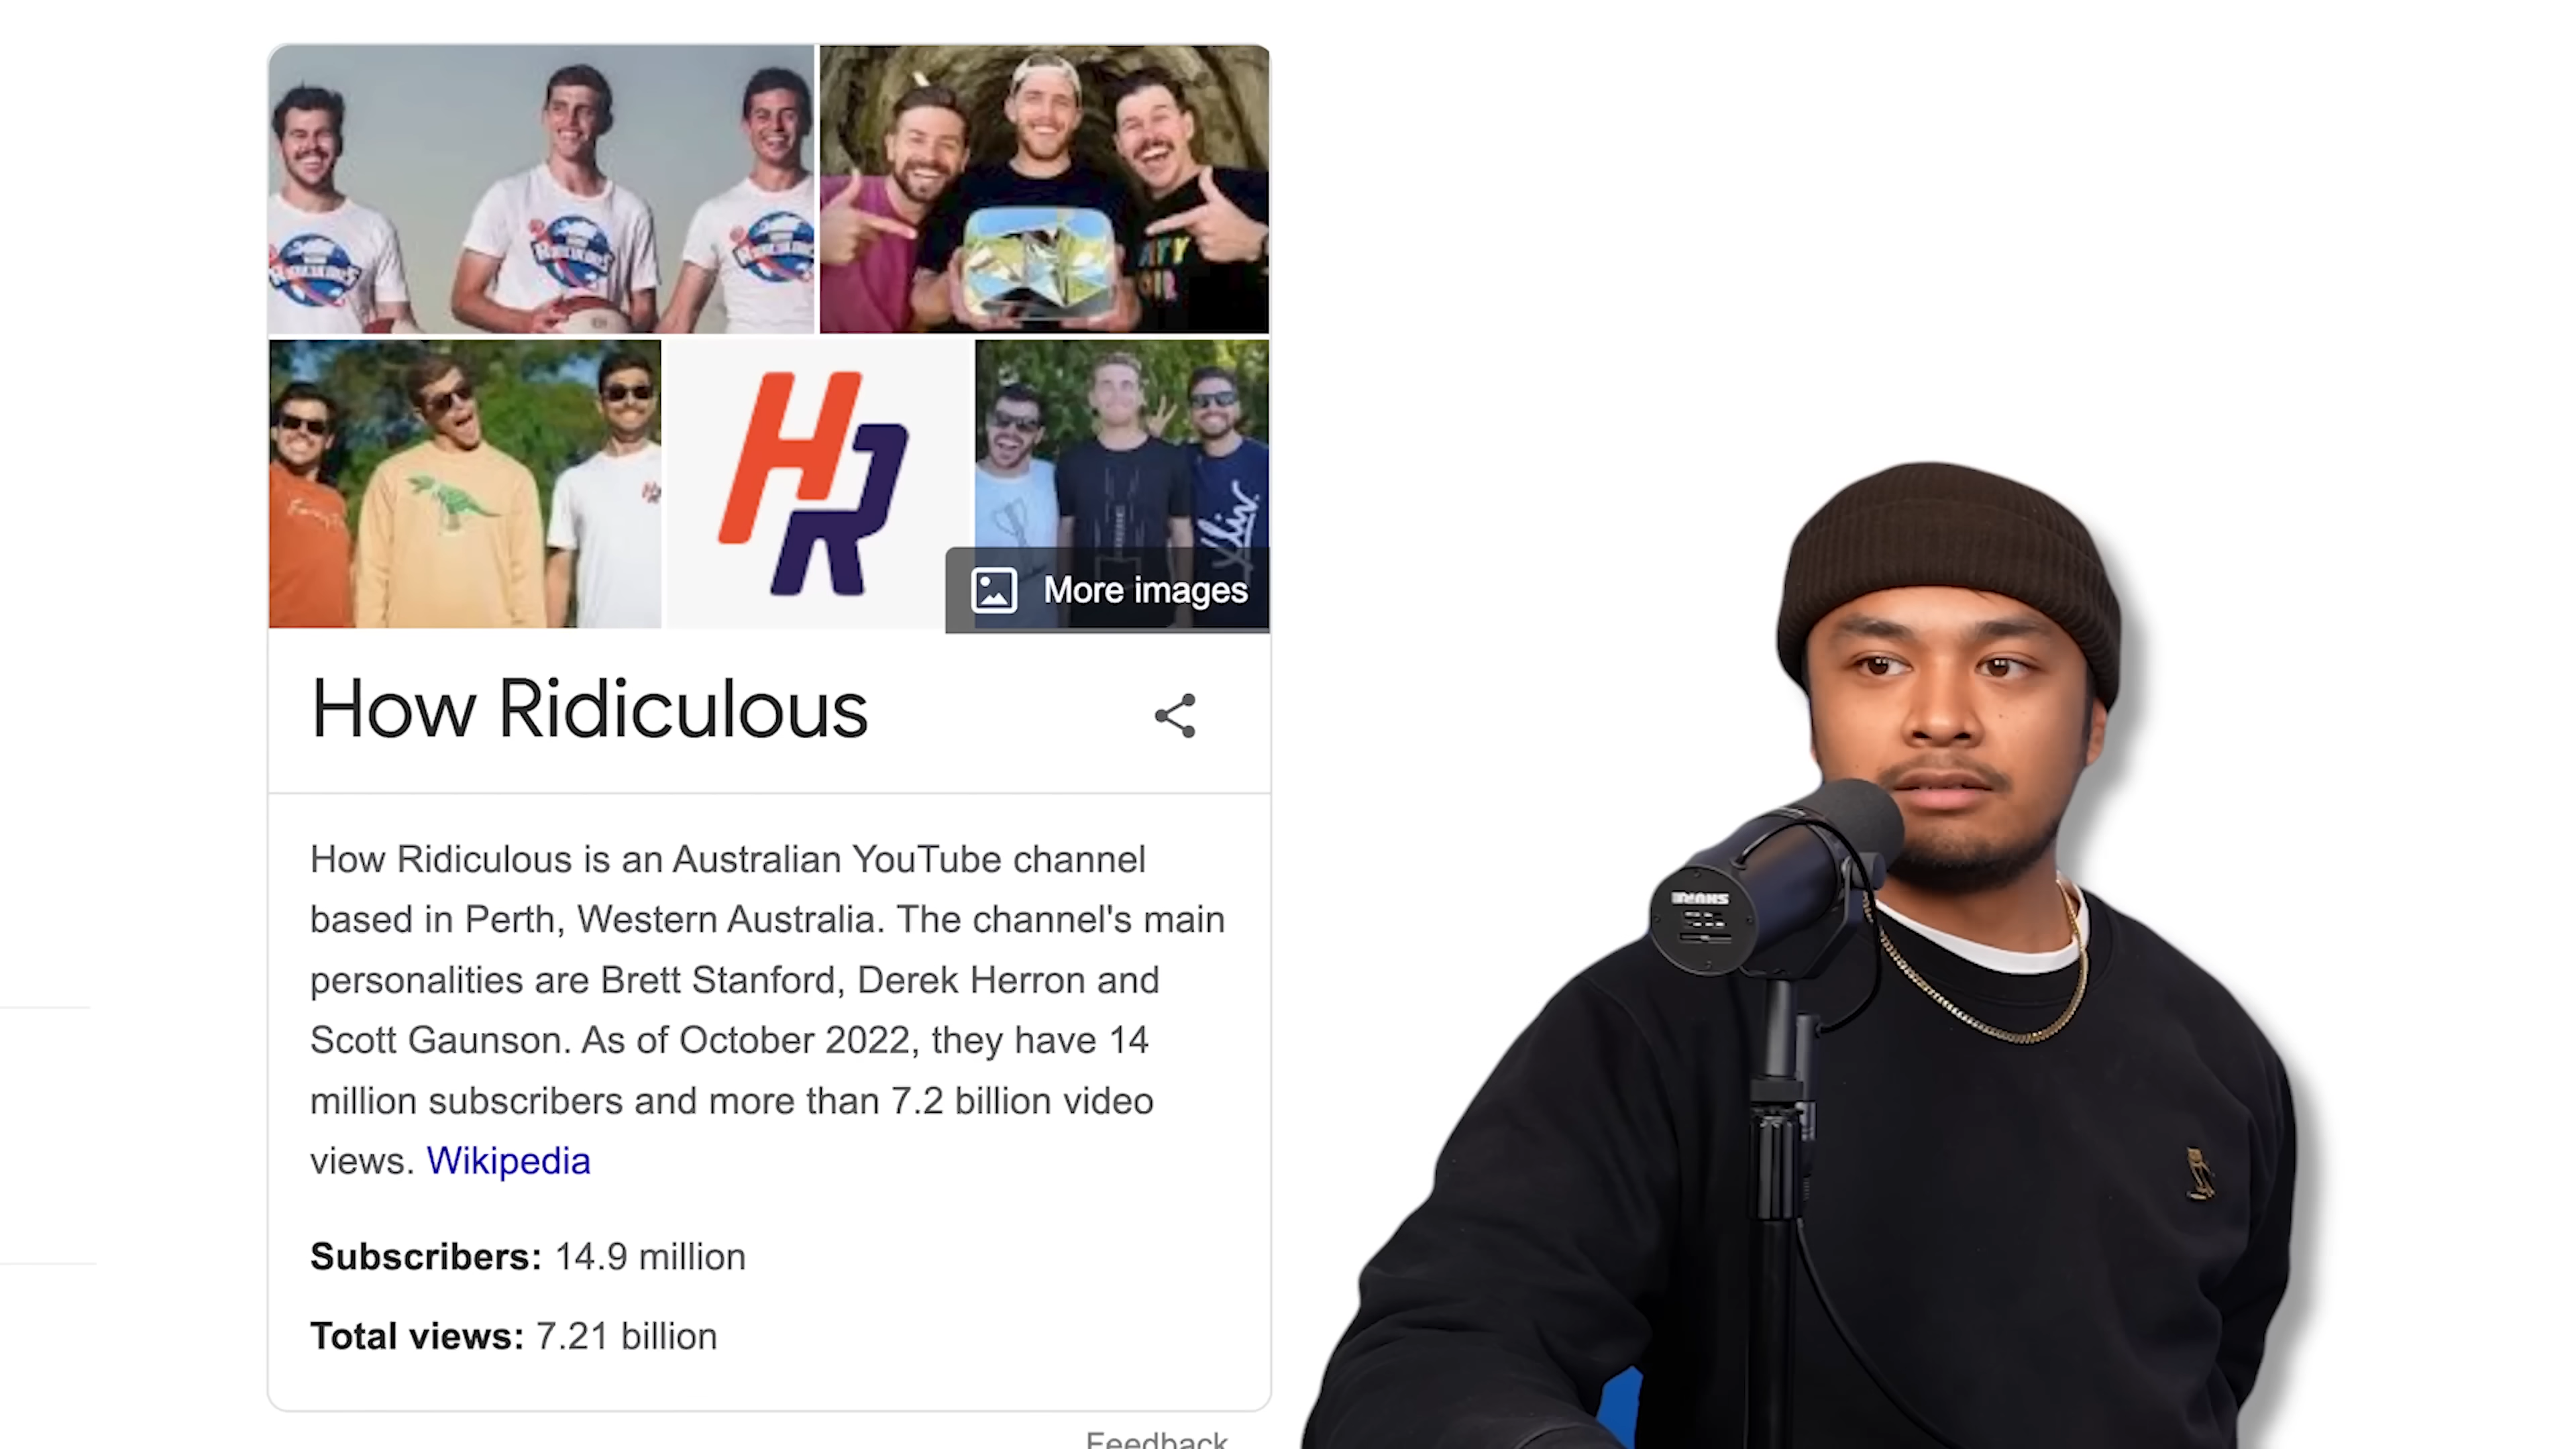 RIDICULOUS
RIDICULOUS
HR
More images
How Ridiculous
How Ridiculous is an Australian YouTube channel
based in Perth, Western Australia. The channel's main
personalities are Brett Stanford, Derek Herron and
Scott Gaunson. As of October 2022, they have 14
million subscribers and more than 7.2 billion video
views. Wikipedia
Subscribers: 14.9 million
Total views: 7.21 billion
Feedback